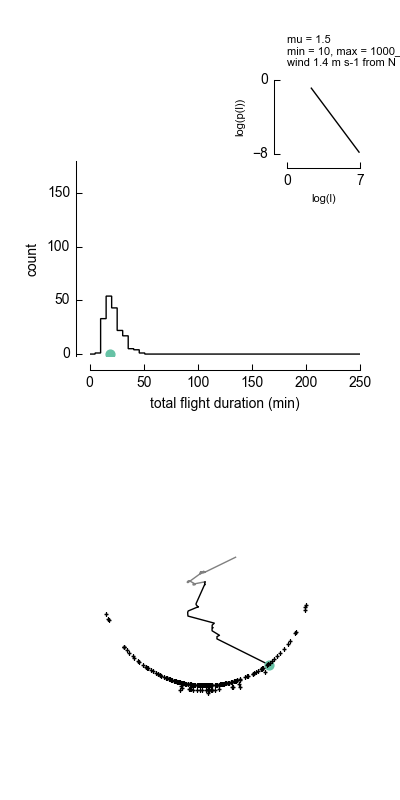 mu = 1.5
min = 10, max = 1000_
wind 1.4 m s-1 from N
0
log(p(l))
−8
0
7
log(l)
150
100
50
0
count
0
50
100
150
200
250
total flight duration (min)